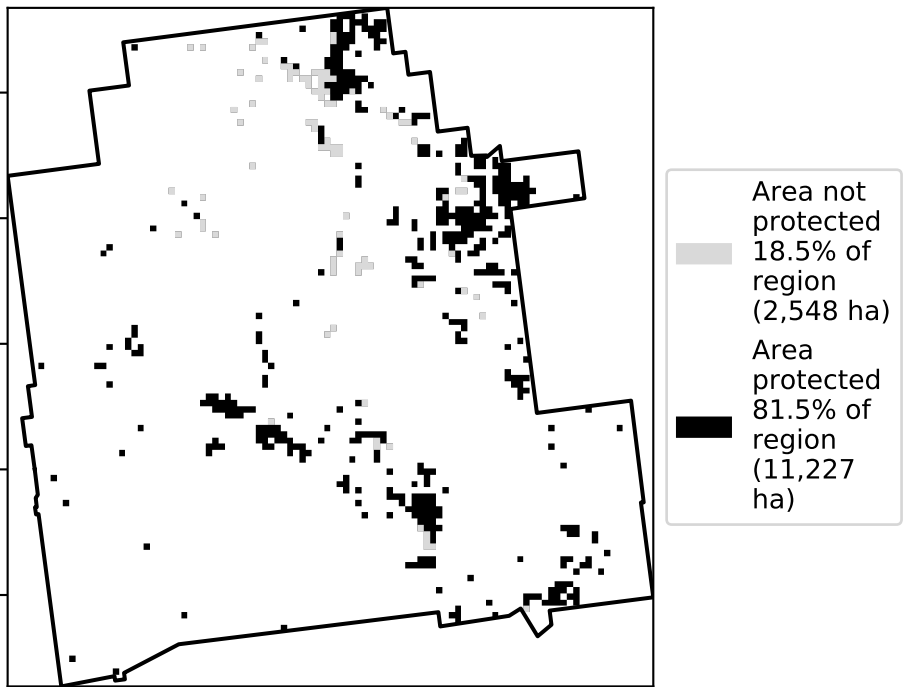 Area not
protected
18.5% of
region
(2,548 ha)
Area
protected
81.5% of
region
(11,227
ha)